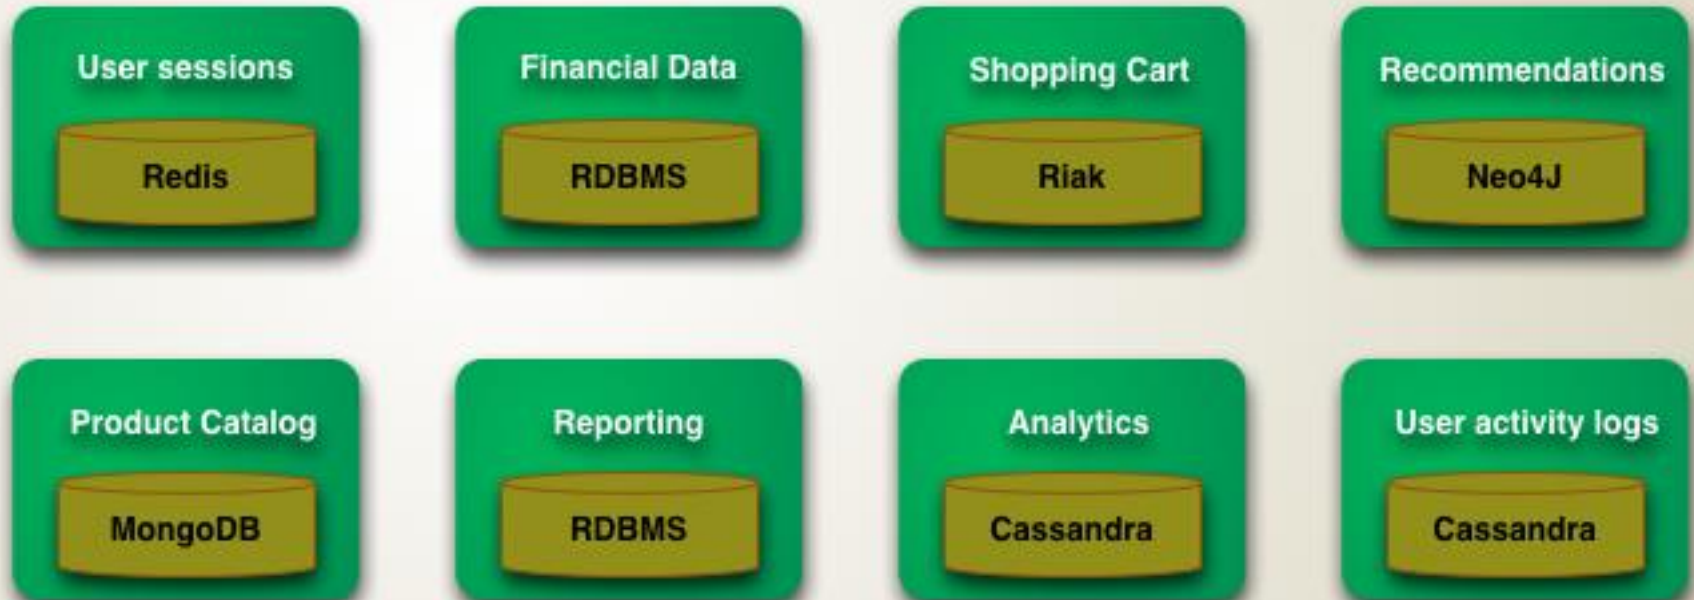 User sessions
Redis
Financial Data
RDBMS
Shopping Cart
Riak
Recommendations
Neo4J
Product Catalog
MongoDB
Reporting
RDBMS
Analytics
Cassandra
User activity logs
Cassandra